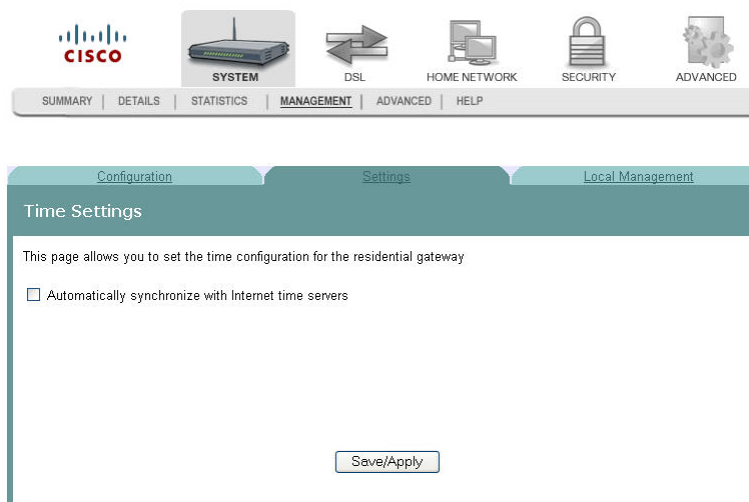 CISCO
SYSTEM
DSL
HOME NETWORK
SECURITY
ADVANCED
SUMMARY | DETAILS | STATISTICS | MANAGEMENT | ADVANCED | HELP
Configuration
Settings
Local Management
Time Settings
This page allows you to set the time configuration for the residential gateway
Automatically synchronize with Internet time servers
Save/Apply